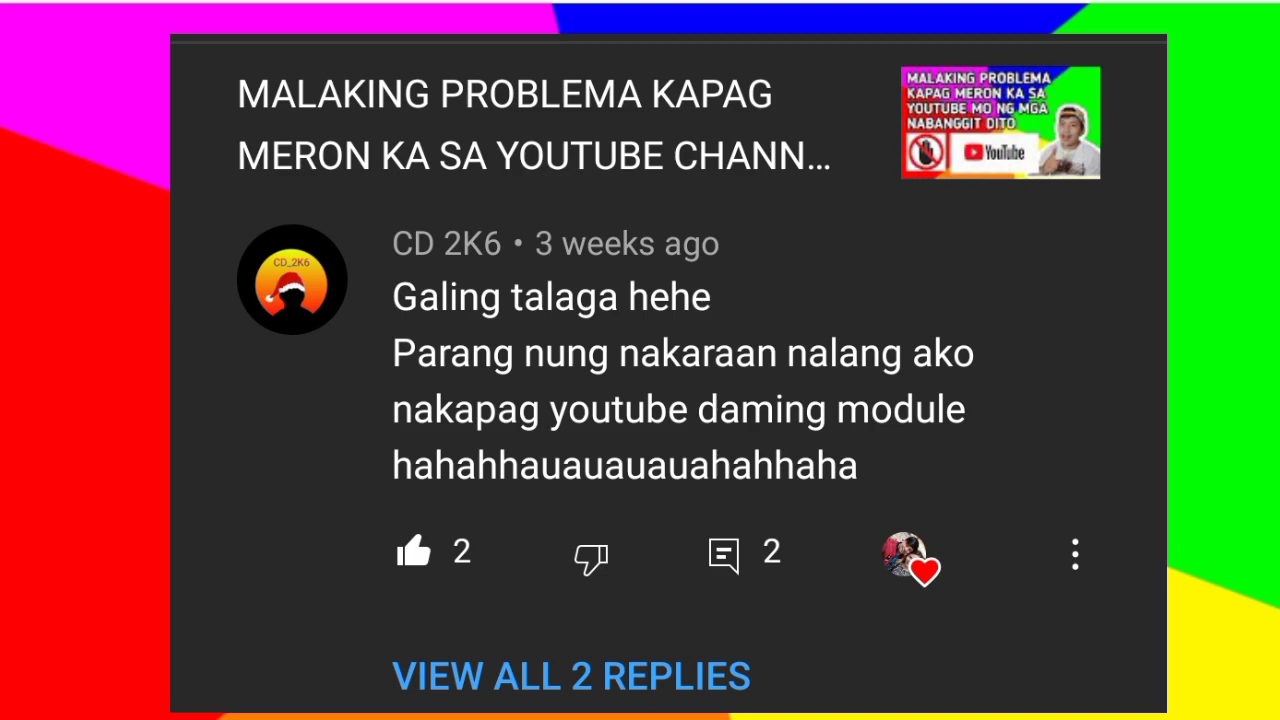 MALAKING PROBLEMA KAPAG
MERON KA SA YOUTUBE CHANN...
MALAKING PROBLEMA
KAPAG MERON KA SA
YOUTUBE MO NG MGA
NABANGGIT DITO
YouTube
CD_2K6
CD 2K6 • 3 weeks ago
Galing talaga hehe
Parang nung nakaraan nalang ako
nakapag youtube daming module
hahahhauauauauahahhaha
2
2
VIEW ALL 2 REPLIES